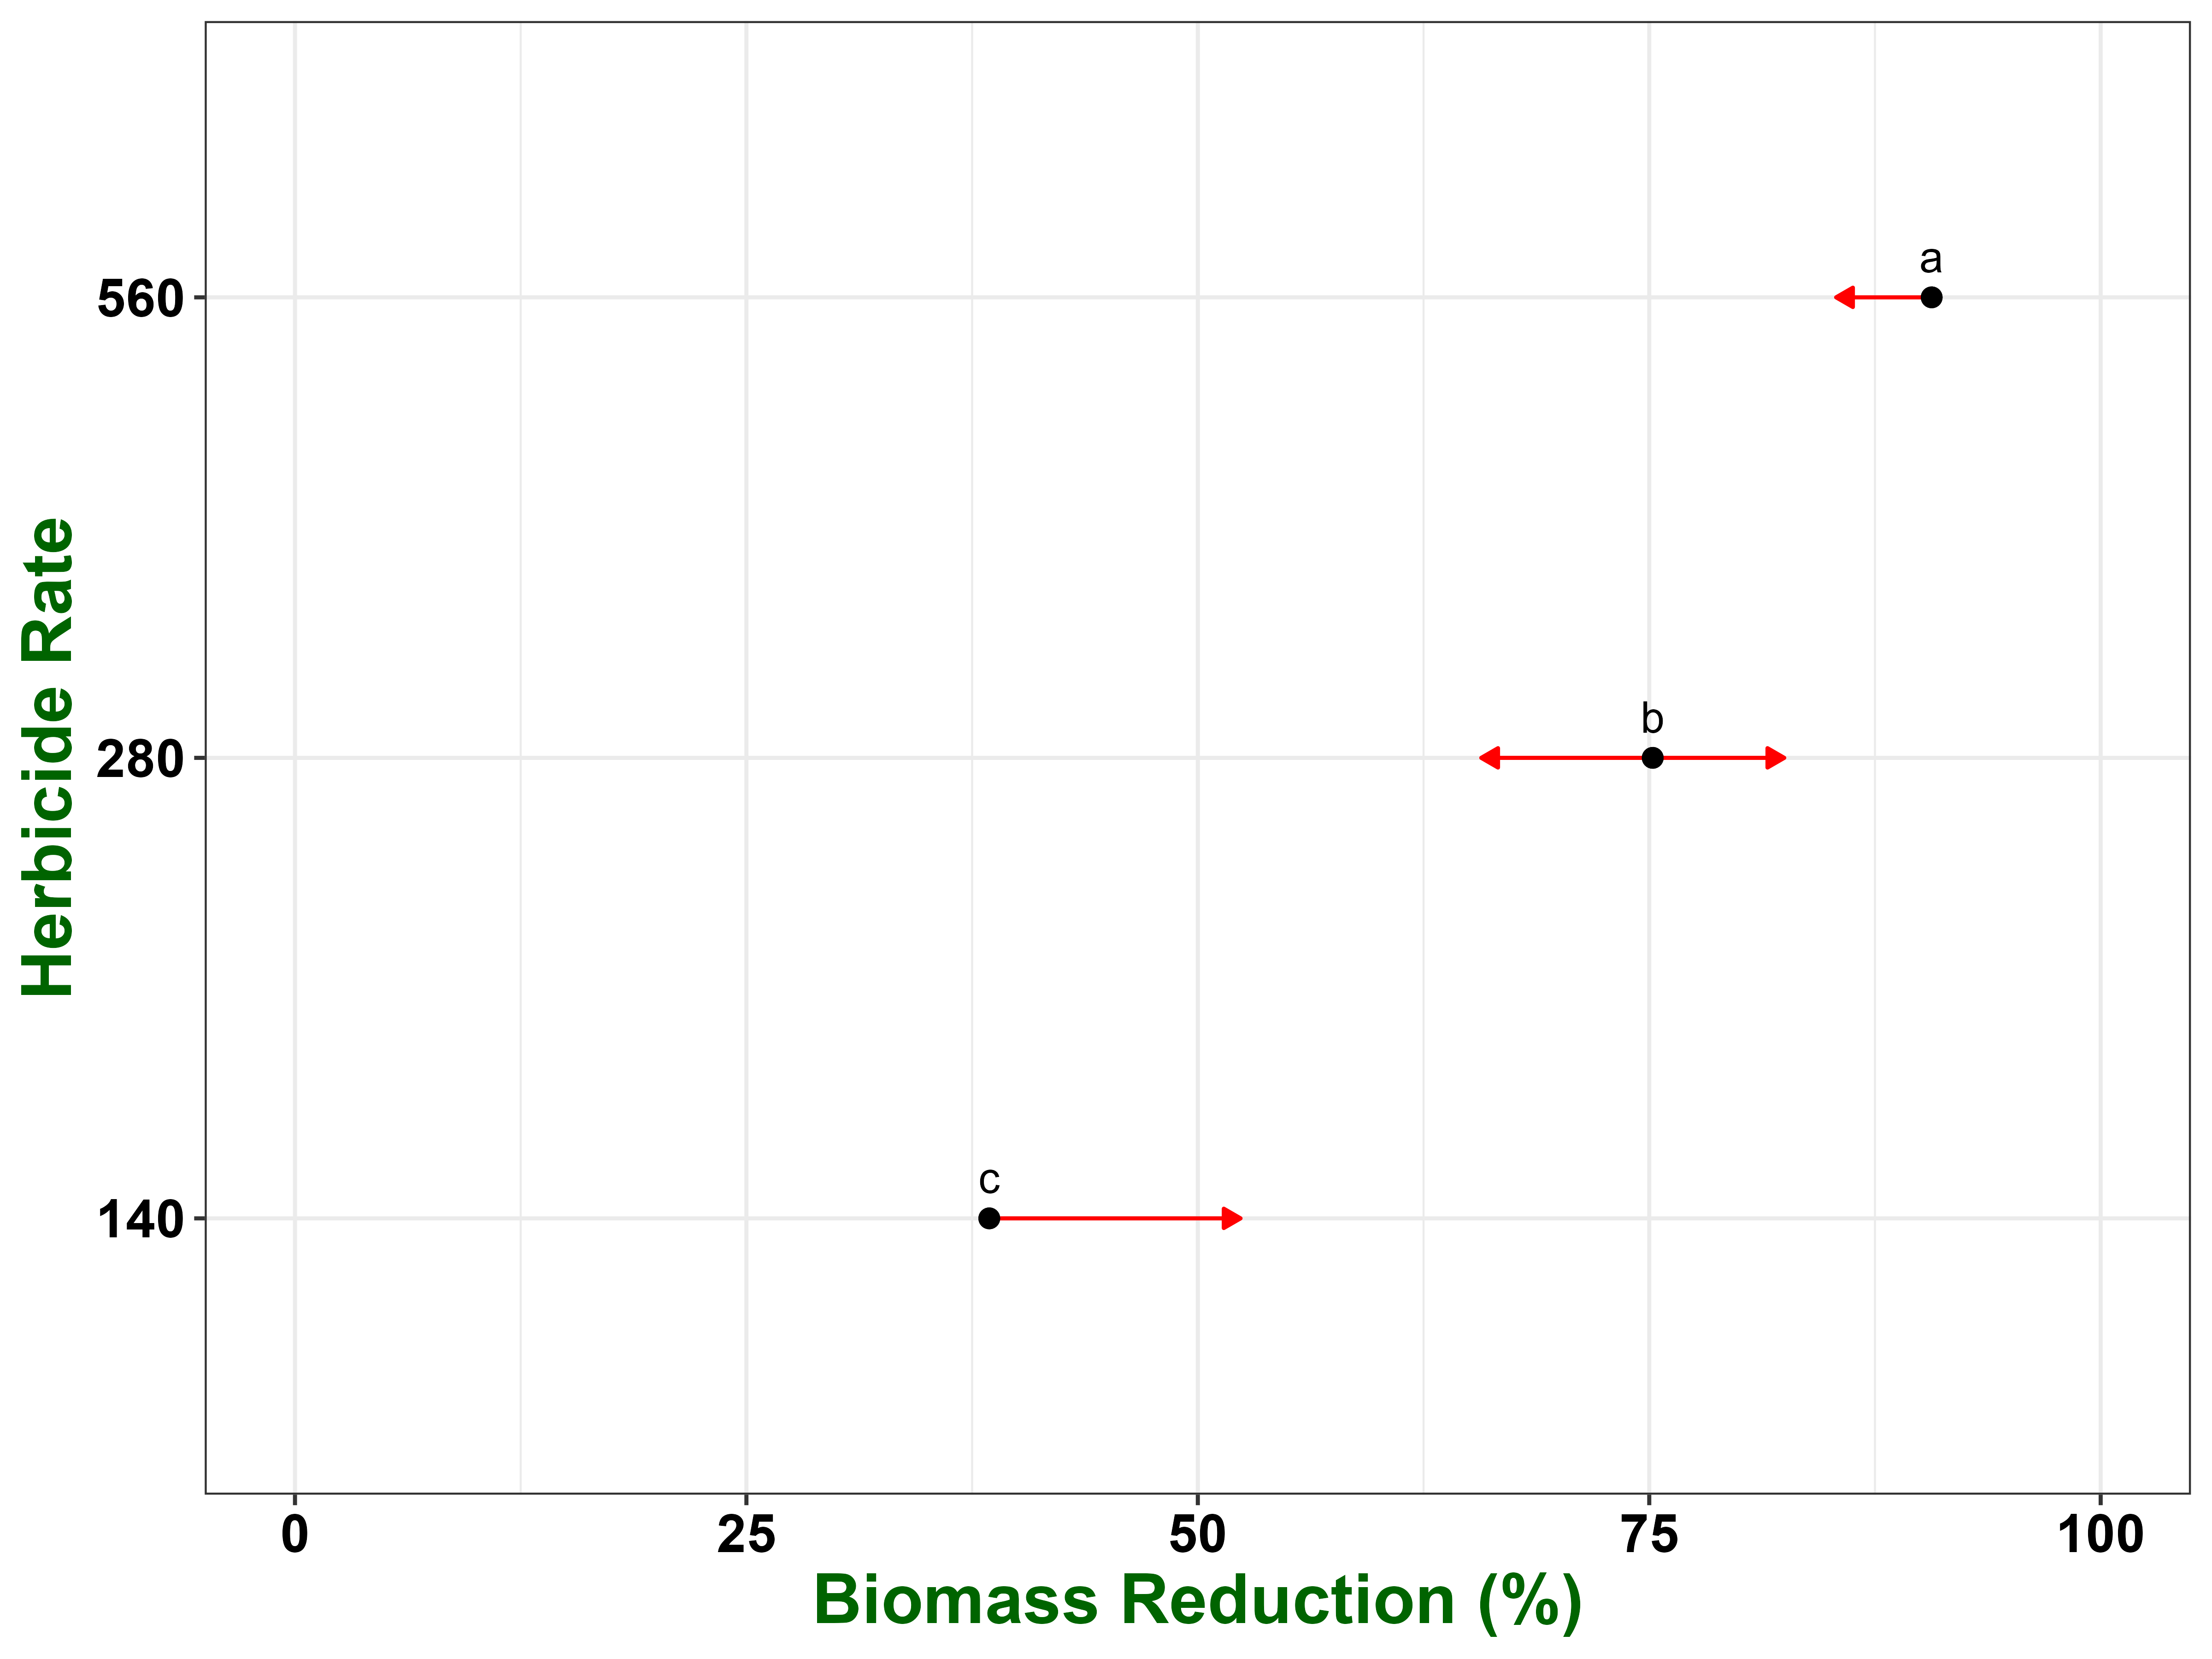 Herbicide Rate
560
280
140
a
b
c
0 25 50 75 100
Biomass Reduction (%)